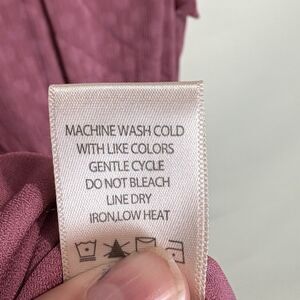 MACHINE WASH COLD
WITH LIKE COLORS
GENTLE CYCLE
DO NOT BLEACH
LINE DRY
IRON,LOW HEAT